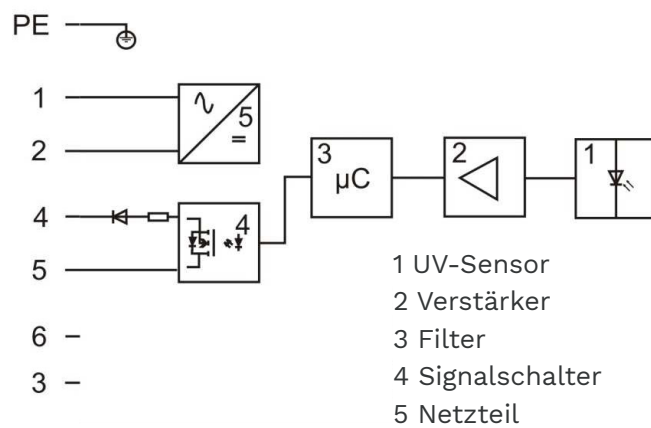 PE
1
5
=
2
3
µC
2
1
4
4
5
1 UV-Sensor
2 Verstärker
6
3 Filter
4 Signalschalter
3
5 Netzteil